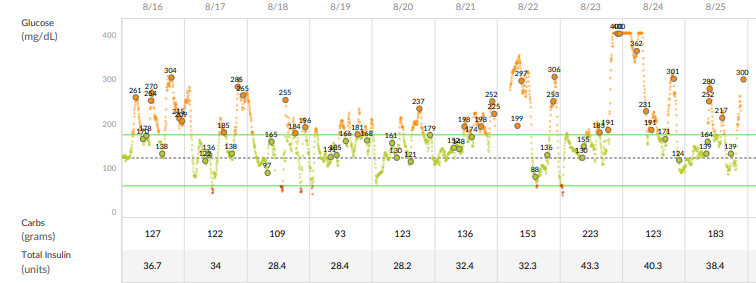 8/16 8/17 8/18 8/19 8/20 8/21 8/22 8/23 8/24 8/25
Glucose
(mg/dL)
400
300
200
100
0
261 270 304 138
136 185 138 285 265
97 165 255 184 196
166 181 168
161 130 121 237 179
198 174 198 148 252 225
297 199 88 136 253 306
155 130 191 400
362 231 191 171 301 124
280 252 217 164 139 139 300
Carbs
(grams)
127 122 109 93 123 136 153 223 123 183
Total Insulin
(units)
36.7 34 28.4 28.4 28.2 32.4 32.3 43.3 40.3 38.4